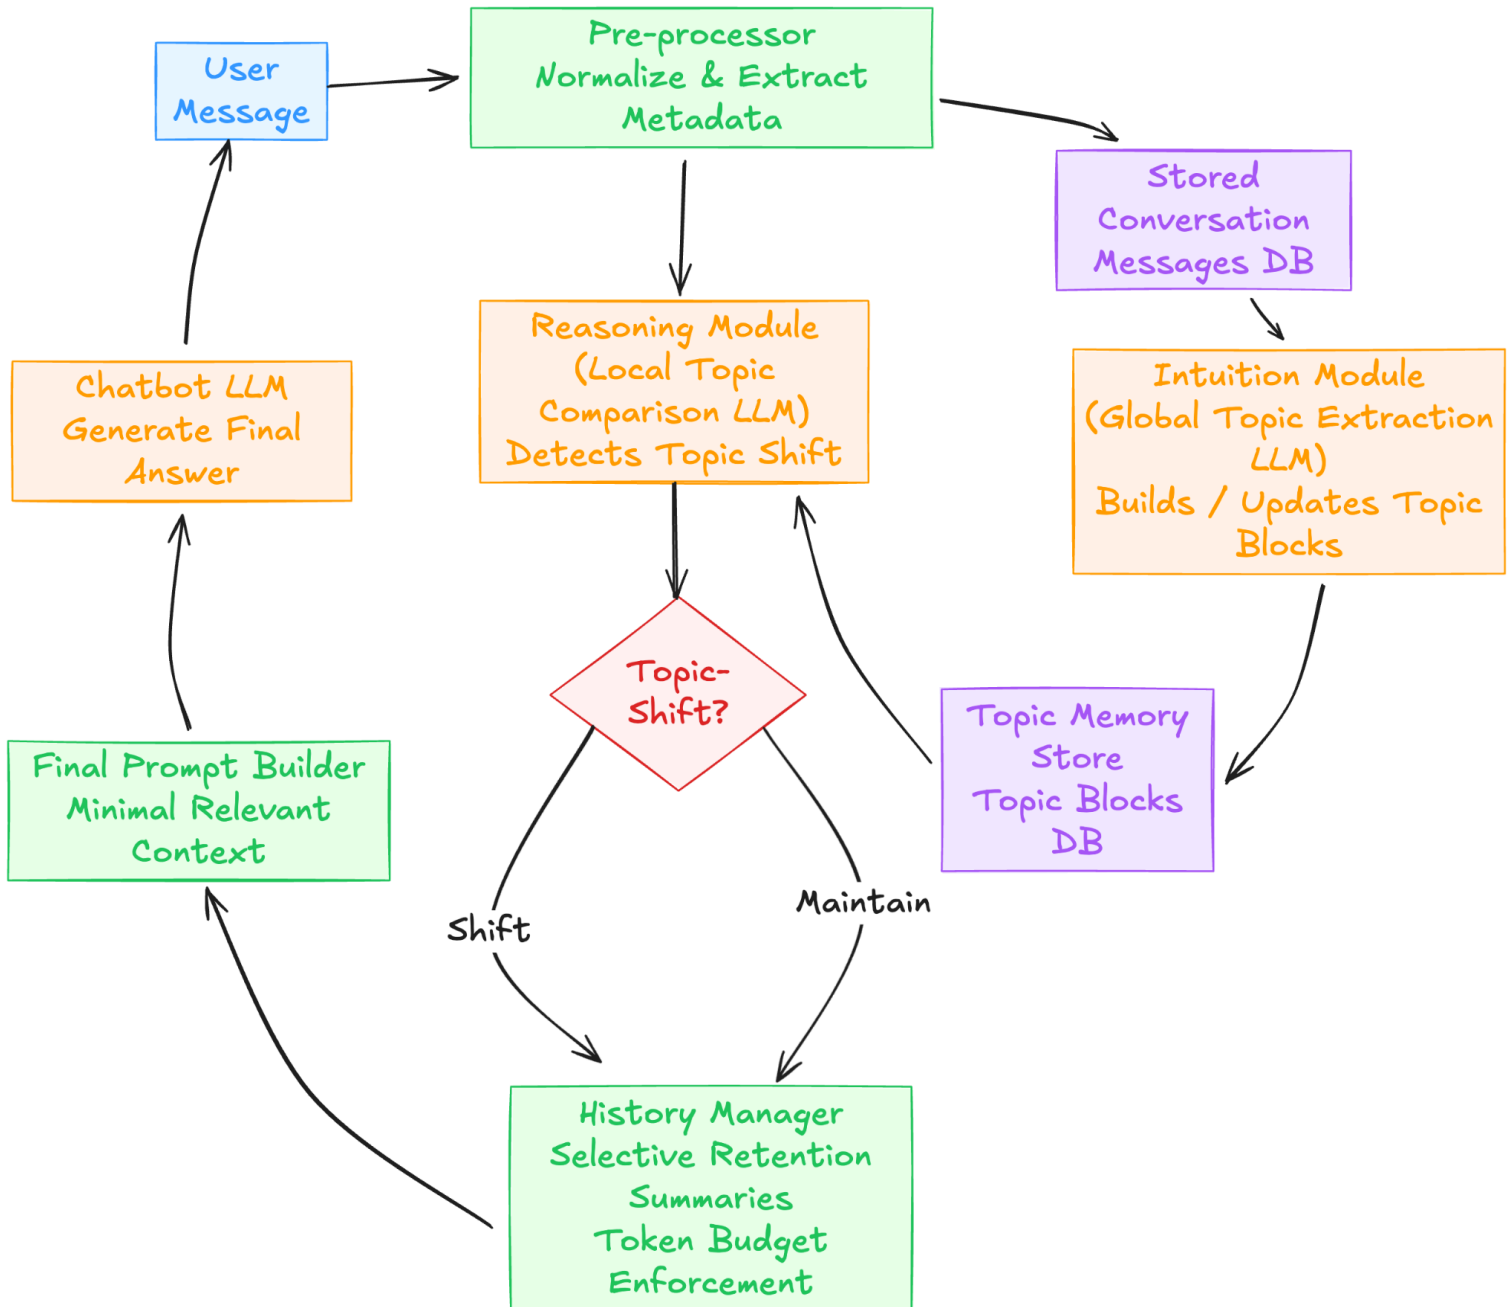 User
Message
Pre-processor
Normalize & Extract
Metadata
Stored
Conversation
Messages DB
Reasoning Module
(Local Topic
Comparison LLM)
Detects Topic Shift
Intuition Module
(Global Topic Extraction
LLM)
Builds / Updates Topic
Blocks
Chatbot LLM
Generate Final
Answer
Topic-
Shift?
Topic Memory
Store
Topic Blocks
DB
Final Prompt Builder
Minimal Relevant
Context
Shift
Maintain
History Manager
Selective Retention
Summaries
Token Budget
Enforcement